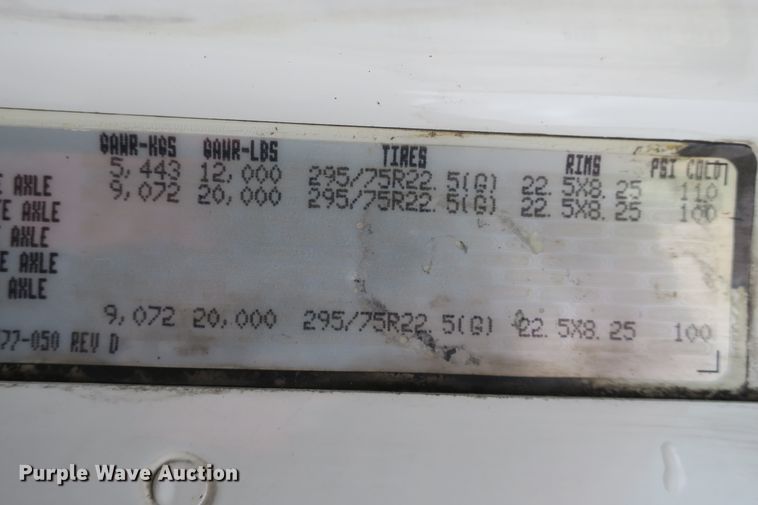 GAWR-KGS GAWR-LBS TIRES RIMS PSI COLD
5,443 12,000 295/75R22.5(G) 22.5X8.25 110
AXLE 9,072 20,000 295/75R22.5(G) 22.5X8.25 100
AXLE
AXLE
AXLE
AXLE
9,072 20,000 295/75R22.5(G) 22.5X8.25 100
77-050 REV D
Purple Wave Auction